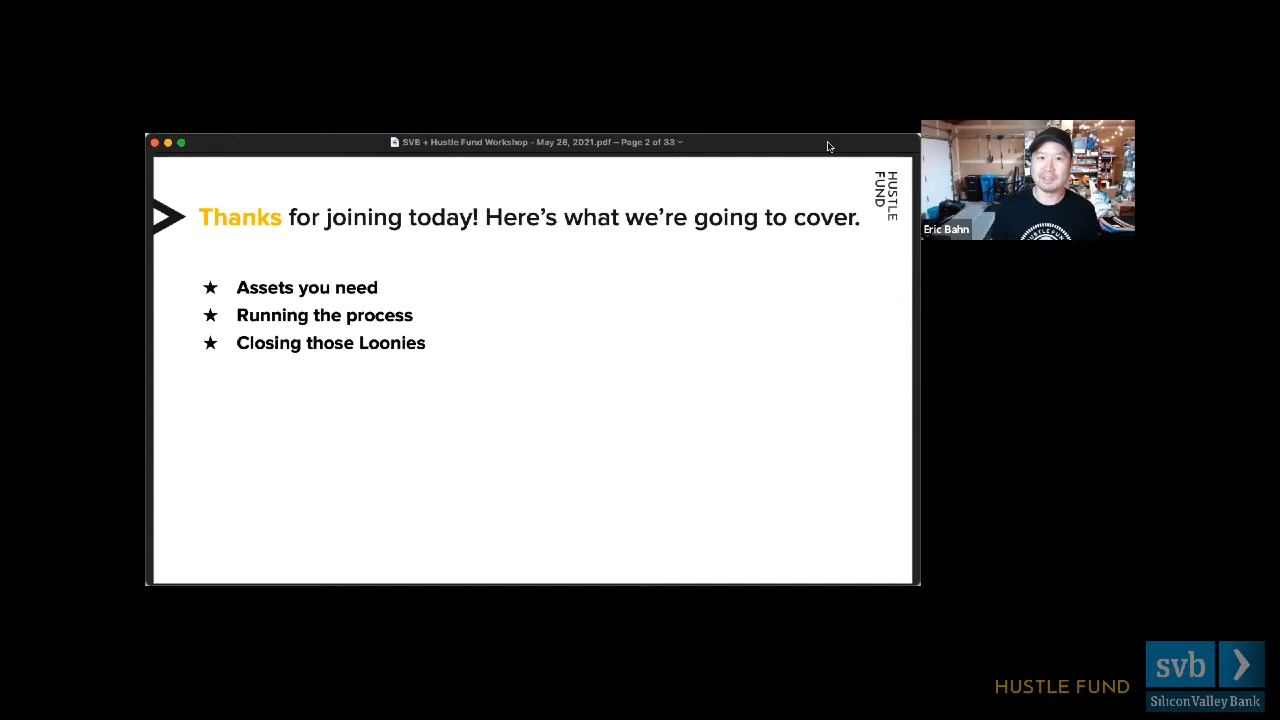 SVB + Hustle Fund Workshop - May 28, 2021.pdf – Page 2 of 33
HUSTLE
FUND
Thanks for joining today! Here's what we're going to cover.
Eric Bahn
★ Assets you need
★ Running the process
★ Closing those Loonies
HUSTLE FUND
svb
Silicon Valley Bank